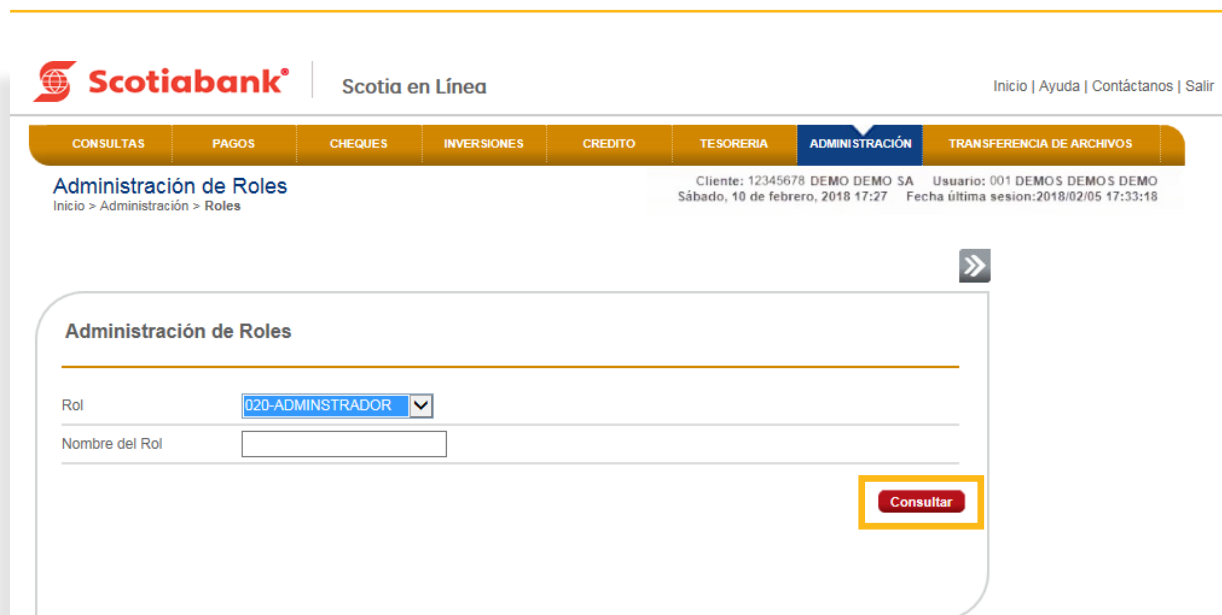 Scotiabank® Scotia en Línea Inicio | Ayuda | Contáctanos | Salir
CONSULTAS PAGOS CHEQUES INVERSIONES CREDITO TESORERIA ADMINISTRACIÓN TRANSFERENCIA DE ARCHIVOS
Administración de Roles Cliente: 12345678 DEMO DEMO SA Usuario: 001 DEMOS DEMOS DEMO
Inicio > Administración > Roles Sábado, 10 de febrero, 2018 17:27 Fecha última sesion:2018/02/05 17:33:18
Administración de Roles
Rol 020-ADMINSTRADOR
Nombre del Rol
Consultar